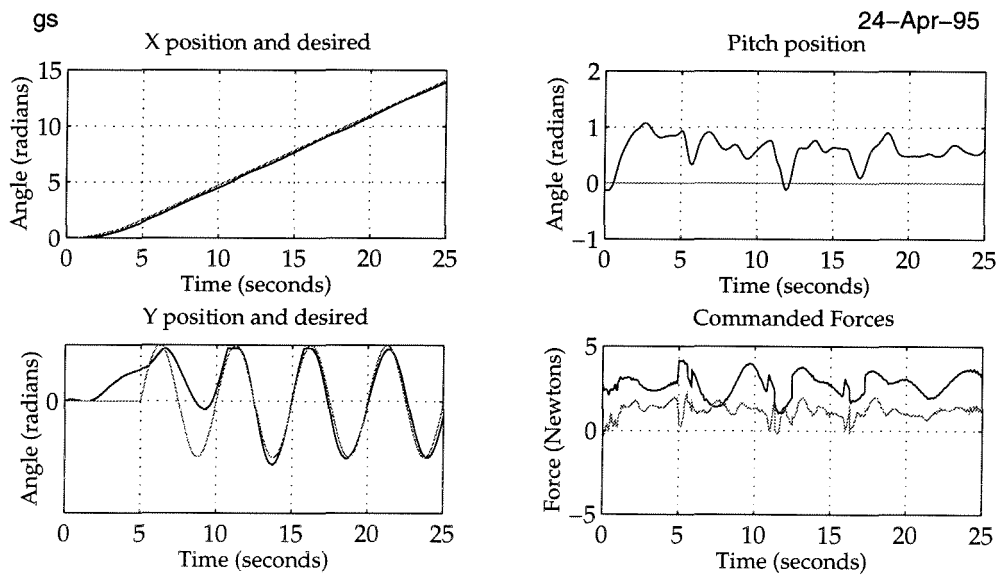 gs
24–Apr–95
X position and desired
Angle (radians)
15
10
5
0
0 5 10 15 20 25
Time (seconds)
Pitch position
Angle (radians)
2
1
0
−1
0 5 10 15 20 25
Time (seconds)
Y position and desired
Angle (radians)
0
0 5 10 15 20 25
Time (seconds)
Commanded Forces
Force (Newtons)
5
0
−5
0 5 10 15 20 25
Time (seconds)